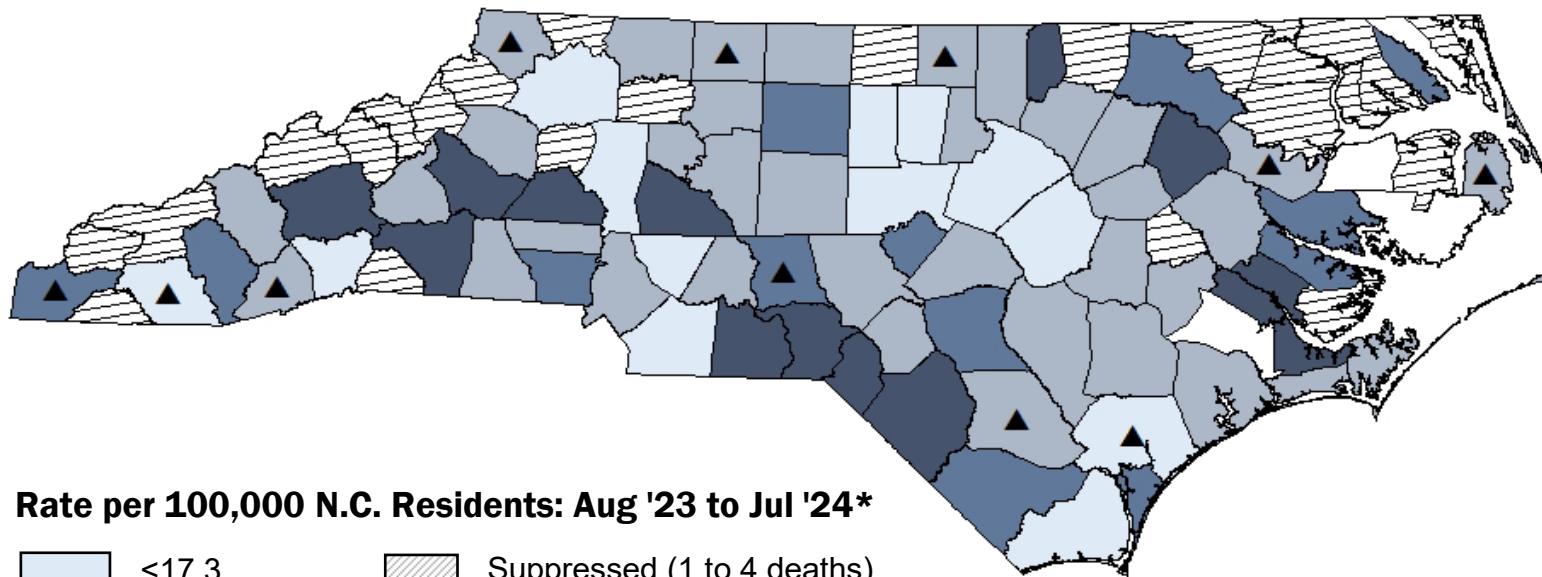 Rate per 100,000 N.C. Residents: Aug '23 to Jul '24*
<17.3 Suppressed (1 to 4 deaths)